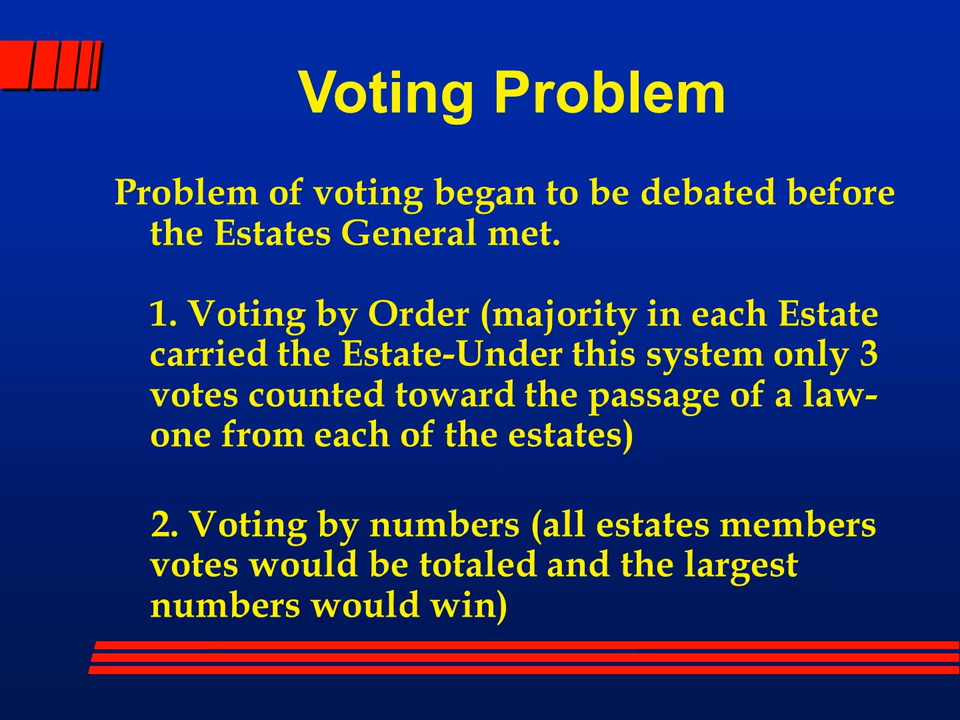 Voting Problem
Problem of voting began to be debated before
the Estates General met.
1. Voting by Order (majority in each Estate
carried the Estate-Under this system only 3
votes counted toward the passage of a law-
one from each of the estates)
2. Voting by numbers (all estates members
votes would be totaled and the largest
numbers would win)